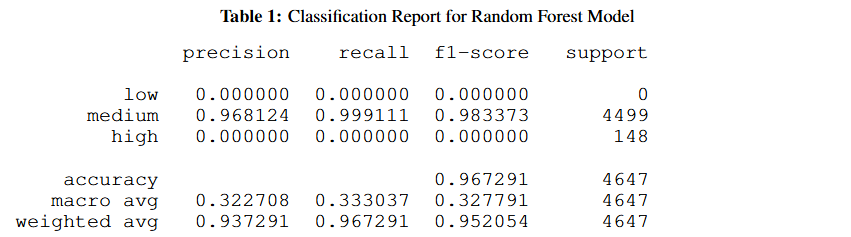 Table 1: Classification Report for Random Forest Model
precision recall f1-score support
low 0.000000 0.000000 0.000000 0
medium 0.968124 0.999111 0.983373 4499
high 0.000000 0.000000 0.000000 148
accuracy 0.967291 4647
macro avg 0.322708 0.333037 0.327791 4647
weighted avg 0.937291 0.967291 0.952054 4647